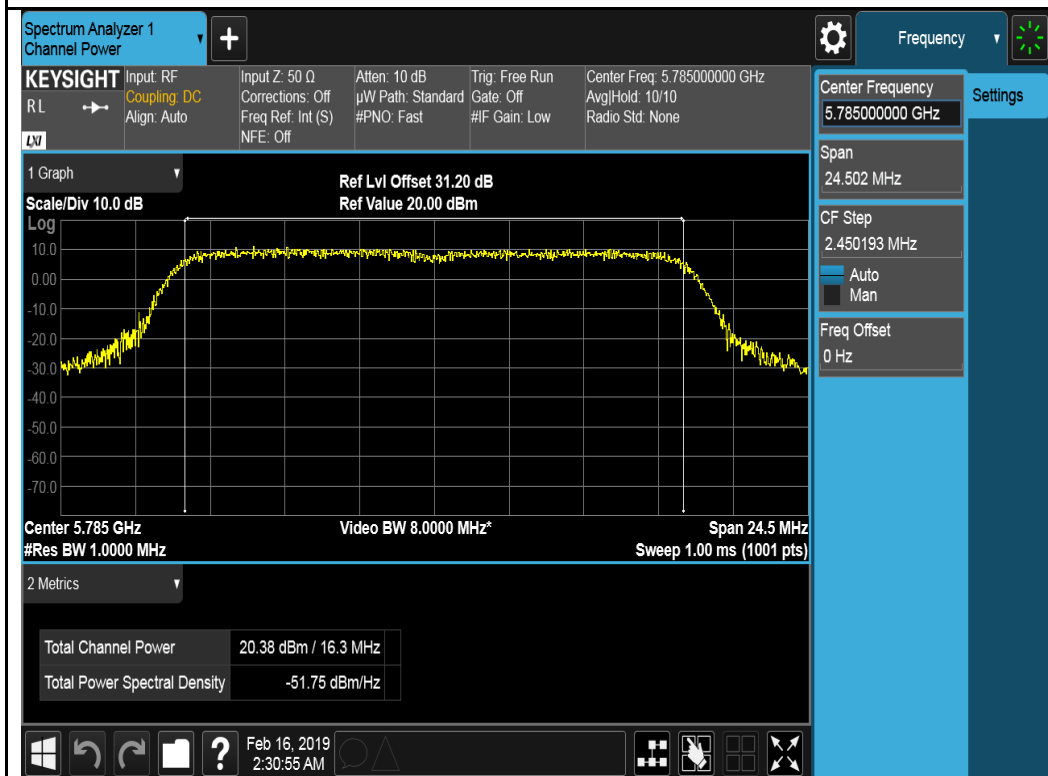 Spectrum Analyzer 1
Channel Power
+
Frequency
KEYSIGHT
RL
LXI
Input: RF
Coupling: DC
Align: Auto
Input Z: 50 Ω
Corrections: Off
Freq Ref: Int (S)
NFE: Off
Atten: 10 dB
µW Path: Standard
#PNO: Fast
Trig: Free Run
Gate: Off
#IF Gain: Low
Center Freq: 5.785000000 GHz
Avg|Hold: 10/10
Radio Std: None
Center Frequency
5.785000000 GHz
Settings
Span
24.502 MHz
CF Step
2.450193 MHz
Auto
Man
Freq Offset
0 Hz
1 Graph
Scale/Div 10.0 dB
Ref Lvl Offset 31.20 dB
Ref Value 20.00 dBm
Log
10.0
0.00
-10.0
-20.0
-30.0
-40.0
-50.0
-60.0
-70.0
Center 5.785 GHz
#Res BW 1.0000 MHz
Video BW 8.0000 MHz*
Span 24.5 MHz
Sweep 1.00 ms (1001 pts)
2 Metrics
Total Channel Power 20.38 dBm / 16.3 MHz
Total Power Spectral Density -51.75 dBm/Hz
?
Feb 16, 2019
2:30:55 AM